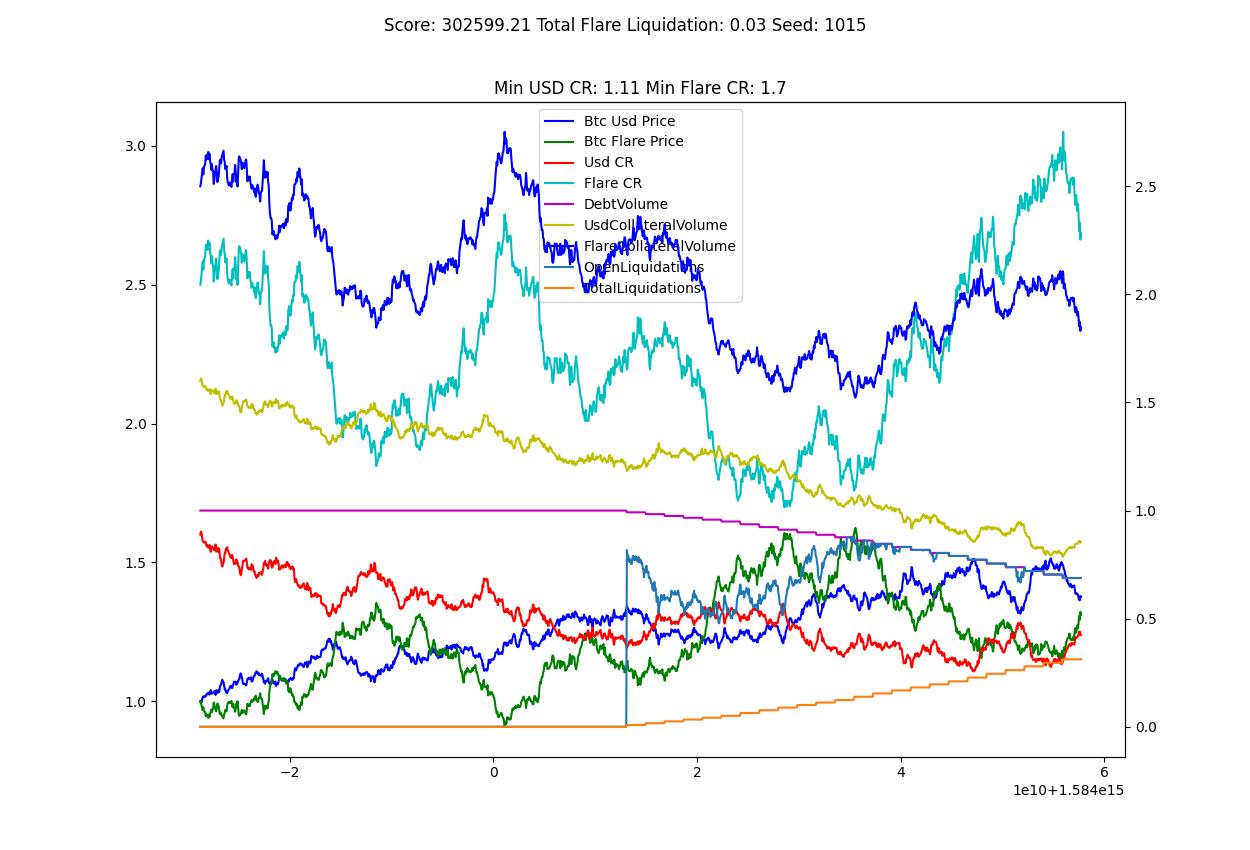 Score: 302599.21 Total Flare Liquidation: 0.03 Seed: 1015
Min USD CR: 1.11 Min Flare CR: 1.7
Btc Usd Price
Btc Flare Price
Usd CR
Flare CR
DebtVolume
UsdCollateralVolume
FlareCollateralVolume
OpenLiquidations
TotalLiquidations
3.0
2.5
2.0
1.5
1.0
2.5
2.0
1.5
1.0
0.5
0.0
−2 0 2 4 6
1e10+1.584e15